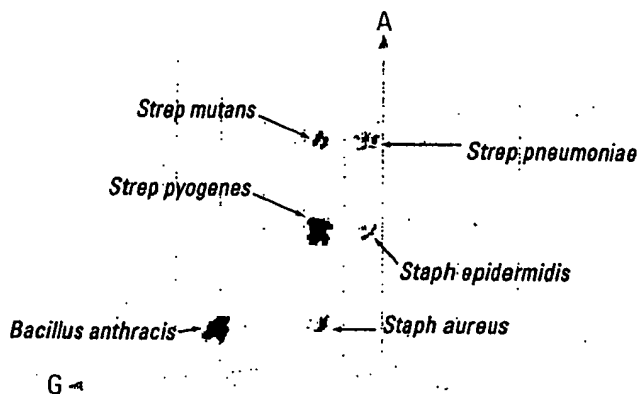 A
Strep mutans
Strep pneumoniae
Strep pyogenes
Staph epidermidis
Bacillus anthracis
Staph aureus
G